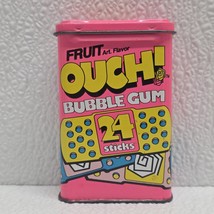 FRUIT Art. Flavor
OUCH!
BUBBLE GUM
24
sticks